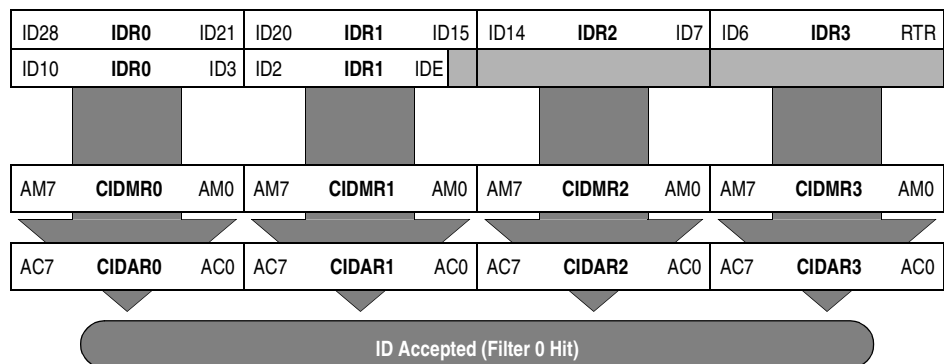 ID28 IDR0 ID21 ID20 IDR1 ID15 ID14 IDR2 ID7 ID6 IDR3 RTR
ID10 IDR0 ID3 ID2 IDR1 IDE
AM7 CIDMR0 AM0 AM7 CIDMR1 AM0 AM7 CIDMR2 AM0 AM7 CIDMR3 AM0
AC7 CIDAR0 AC0 AC7 CIDAR1 AC0 AC7 CIDAR2 AC0 AC7 CIDAR3 AC0
ID Accepted (Filter 0 Hit)